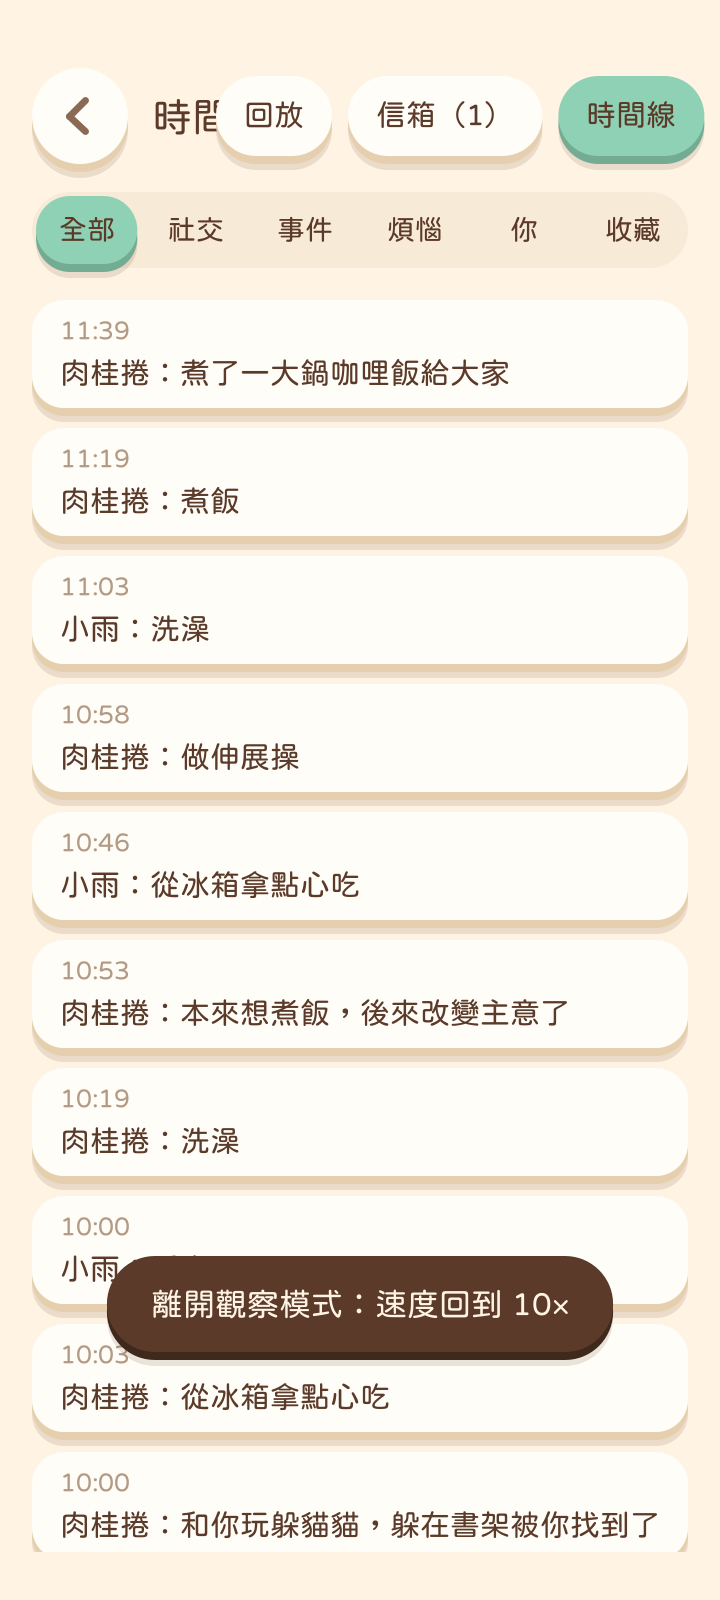 時間
回放
信箱（1）
時間線
全部
社交
事件
煩惱
你
收藏
11:39
肉桂捲：煮了一大鍋咖哩飯給大家
11:19
肉桂捲：煮飯
11:03
小雨：洗澡
10:58
肉桂捲：做伸展操
10:46
小雨：從冰箱拿點心吃
10:53
肉桂捲：本來想煮飯，後來改變主意了
10:19
肉桂捲：洗澡
10:00
小雨
離開觀察模式：速度回到 10×
10:03
肉桂捲：從冰箱拿點心吃
10:00
肉桂捲：和你玩躲貓貓，躲在書架被你找到了